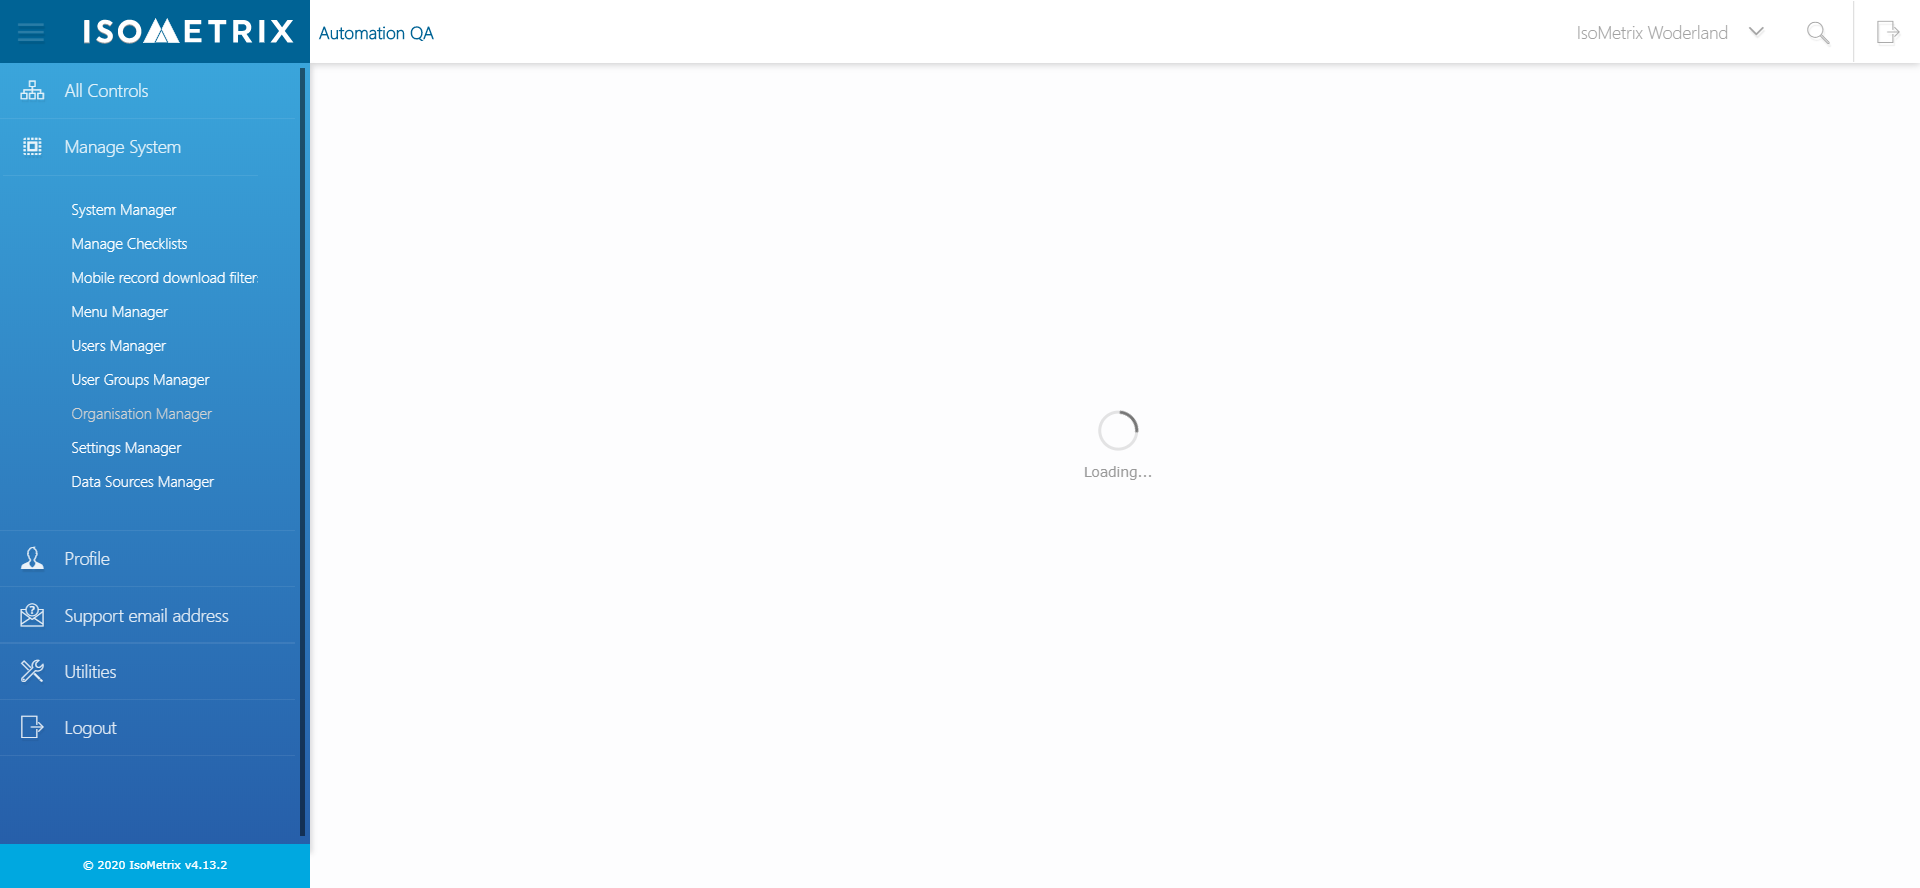 ISOMETRIX
Automation QA
IsoMetrix Woderland
All Controls
Manage System
System Manager
Manage Checklists
Mobile record download filter
Menu Manager
Users Manager
User Groups Manager
Organisation Manager
Settings Manager
Data Sources Manager
Profile
Support email address
Utilities
Logout
Loading...
© 2020 IsoMetrix v4.13.2